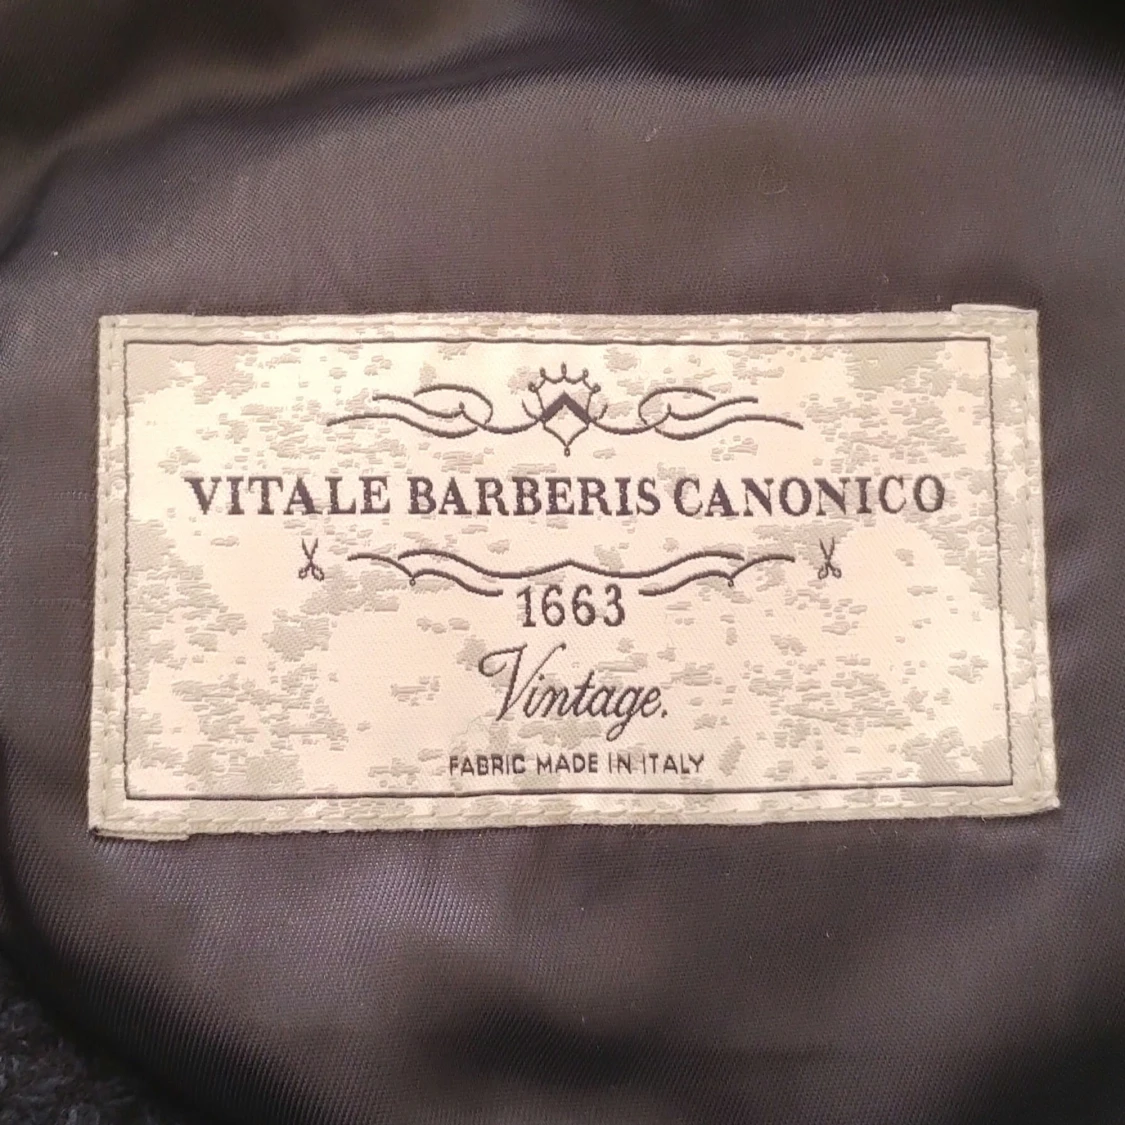 VITALE BARBERIS CANONICO
1663
Vintage.
FABRIC MADE IN ITALY